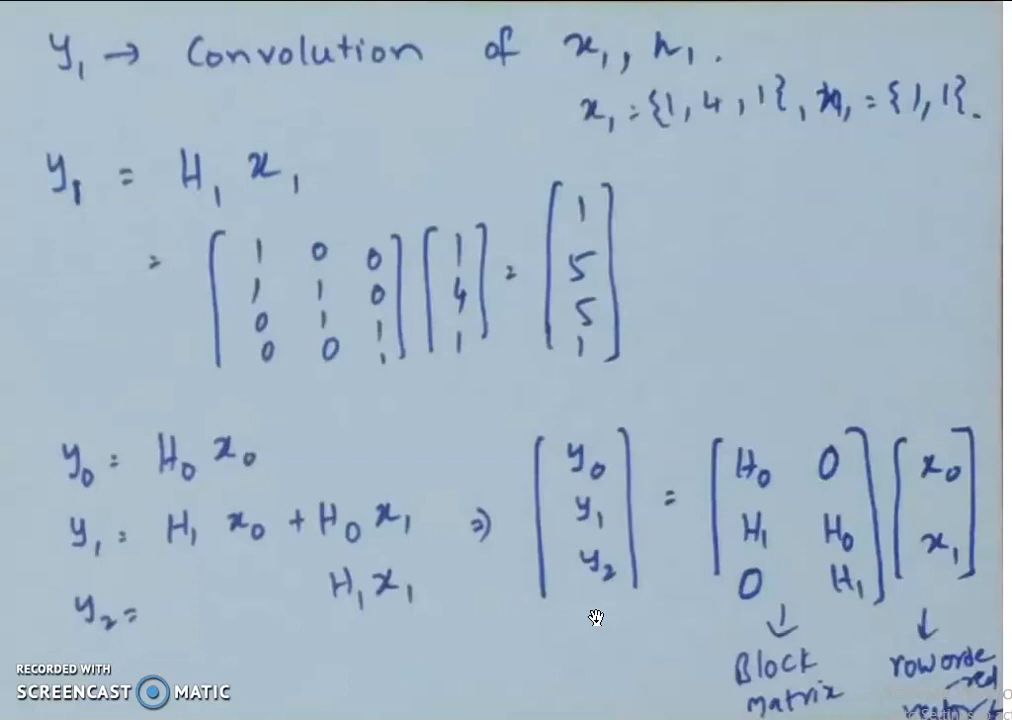 y₁ → Convolution of x₁, h₁.
x₁ = {1, 4, 1}, h₁ = {1, 1}.
y₁ = H₁ x₁
= [1 0 0; 1 1 0; 0 1 1; 0 0 1] [1; 4; 1] = [1; 5; 5; 1]
y₀ = H₀ x₀
y₁ = H₁ x₀ + H₀ x₁ ⇒ [y₀; y₁; y₂] = [H₀ 0; H₁ H₀; 0 H₁] [x₀; x₁]
y₂ = H₁ x₁
↓ ↓
Block matrix
row orde-red
RECORDED WITH
SCREENCAST MATIC